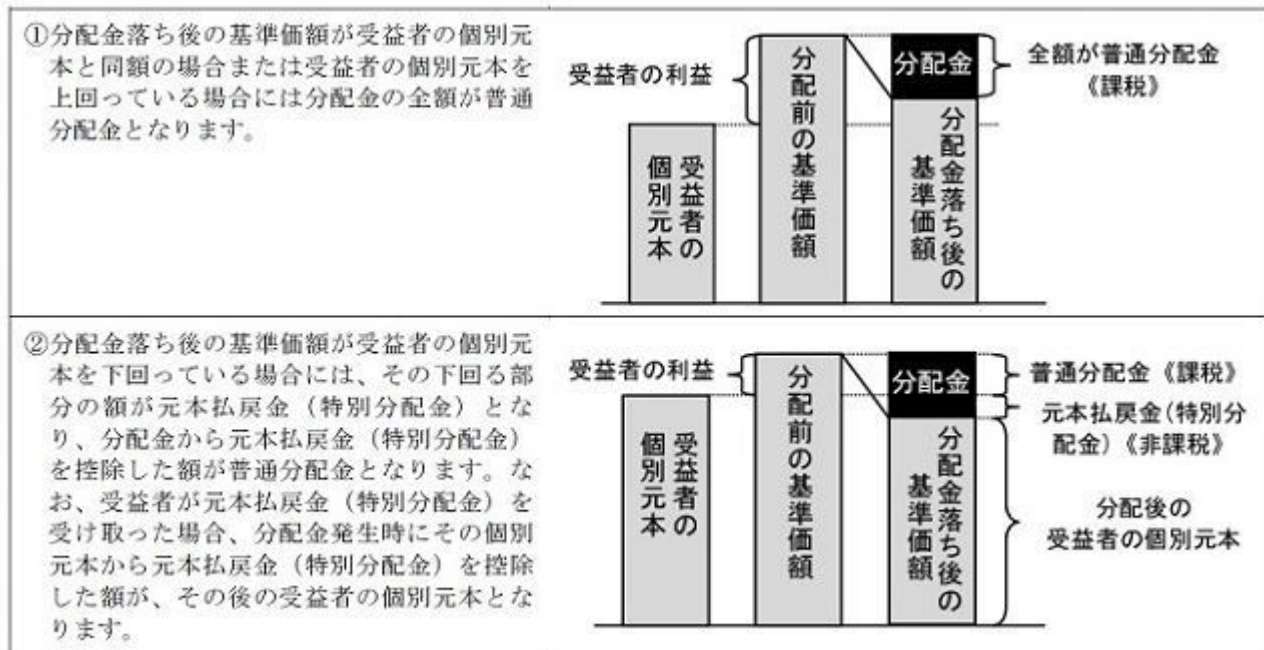 ①分配金落ち後の基準価額が受益者の個別元
本と同額の場合または受益者の個別元本を
上回っている場合には分配金の全額が普通
分配金となります。
受益者の利益
受益者の
個別元本
分配前の基準価額
分配金
分配金落ち後の
基準価額
全額が普通分配金
《課税》
②分配金落ち後の基準価額が受益者の個別元
本を下回っている場合には、その下回る部
分の額が元本払戻金（特別分配金）とな
り、分配金から元本払戻金（特別分配金）
を控除した額が普通分配金となります。な
お、受益者が元本払戻金（特別分配金）を
受け取った場合、分配金発生時にその個別
元本から元本払戻金（特別分配金）を控除
した額が、その後の受益者の個別元本とな
ります。
受益者の利益
受益者の
個別元本
分配前の基準価額
分配金
分配金落ち後の
基準価額
普通分配金《課税》
元本払戻金(特別分
配金)《非課税》
分配後の
受益者の個別元本